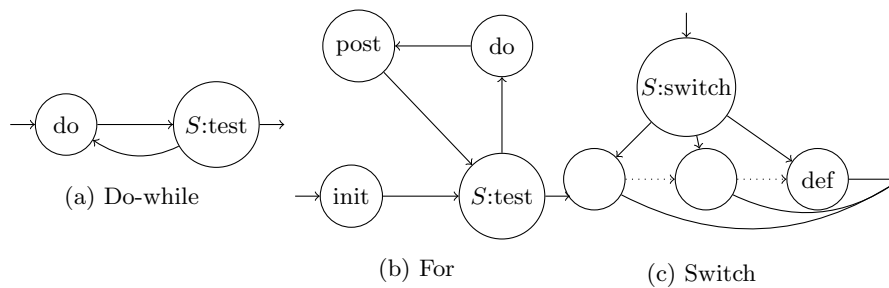 do
S:test
(a) Do-while
post
do
init
S:test
(b) For
S:switch
def
(c) Switch